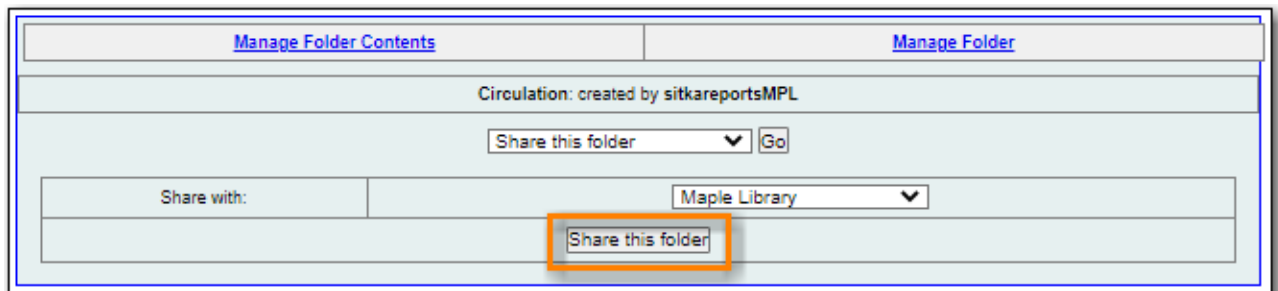 Manage Folder Contents Manage Folder
Circulation: created by sitkareportsMPL
Share this folder Go
Share with: Maple Library
Share this folder